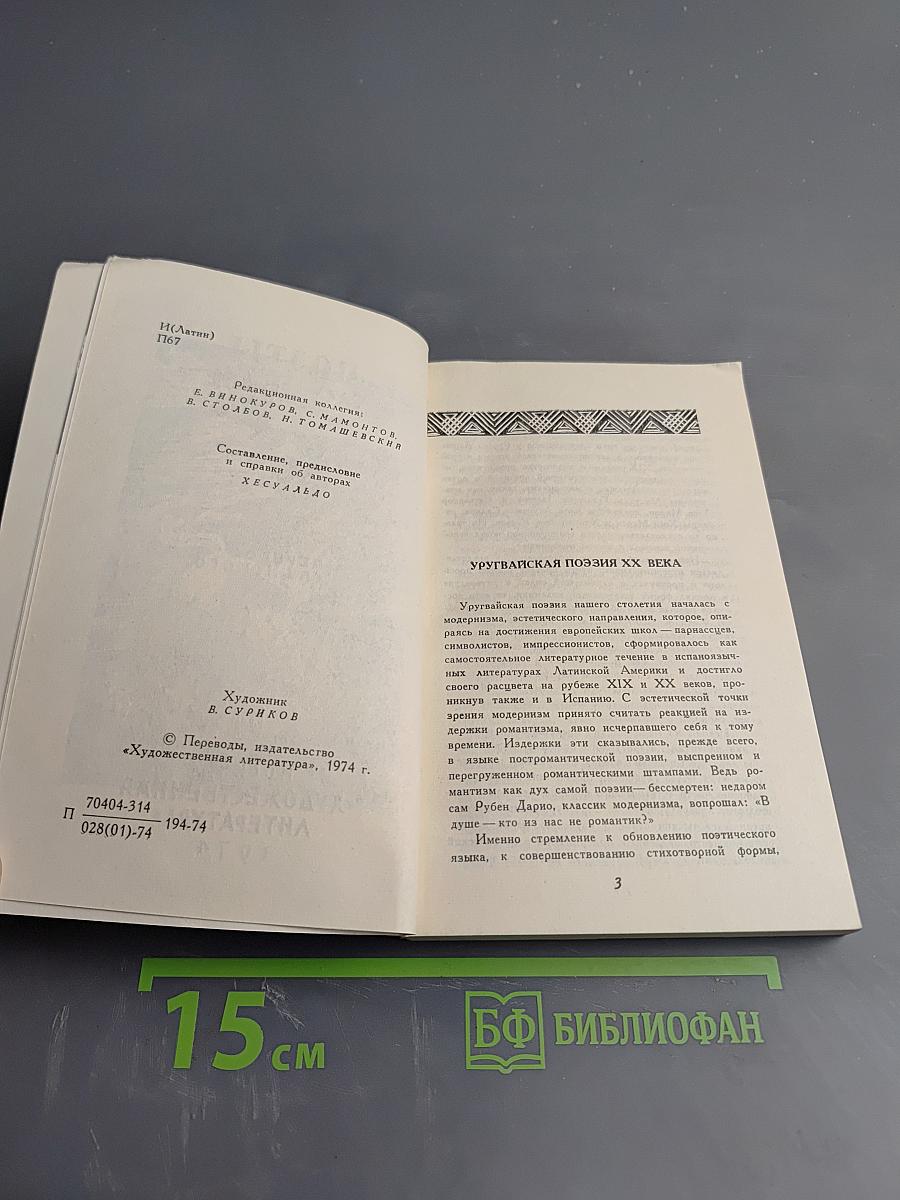 И(Латин)
П67
Редакционная коллегия:
Е. ВИНОКУРОВ, С. МАМОНТОВ,
В. СТОЛБОВ, Н. ТОМАШЕВСКИЙ
Составление, предисловие
и справки об авторах
ХЕСУАЛЬДО
Художник
В. СУРИКОВ
© Переводы, издательство
«Художественная литература», 1974 г.
П 70404-314
028(01)-74 194-74
УРУГВАЙСКАЯ ПОЭЗИЯ XX ВЕКА
Уругвайская поэзия нашего столетия началась с
модернизма, эстетического направления, которое, опи-
раясь на достижения европейских школ — парнассцев,
символистов, импрессионистов, сформировалось как
самостоятельное литературное течение в испаноязыч-
ных литературах Латинской Америки и достигло
своего расцвета на рубеже XIX и XX веков, про-
никнув также и в Испанию. С эстетической точки
зрения модернизм принято считать реакцией на из-
держки романтизма, явно исчерпавшего себя к тому
времени. Издержки эти сказывались, прежде всего,
в языке постромантической поэзии, выспреннем и
перегруженном романтическими штампами. Ведь ро-
мантизм как дух самой поэзии— бессмертен: недаром
сам Рубен Дарио, классик модернизма, вопрошал: «В
душе — кто из нас не романтик?»
Именно стремление к обновлению поэтического
языка, к совершенствованию стихотворной формы,
3
15 см
БФ БИБЛИОФАН